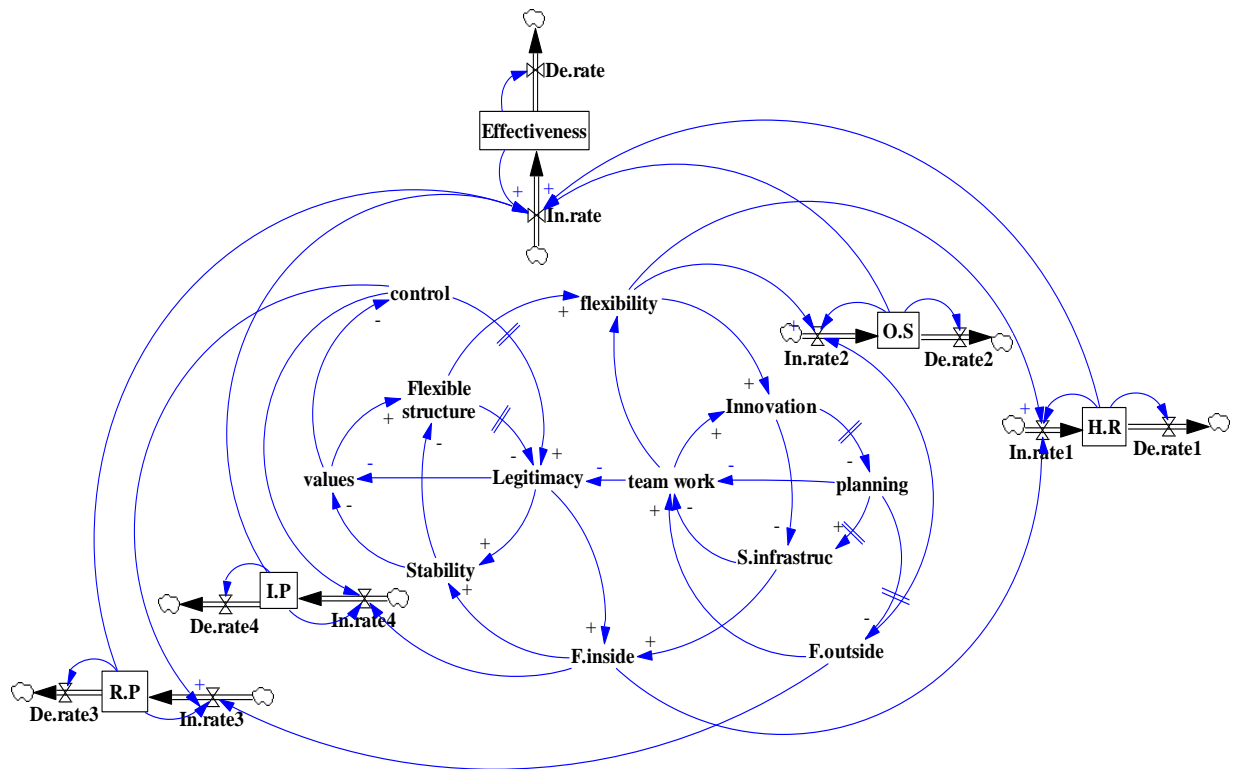 De.rate
Effectiveness
+
+
In.rate
control
-
flexibility
+
+
In.rate2
O.S
De.rate2
Flexible
structure
+
-
+
Innovation
+
+
In.rate1
H.R
De.rate1
-
+
values
-
-
Legitimacy
-
team work
-
-
planning
-
+
-
+
-
+
Stability
+
S.infrastruc
I.P
De.rate4
In.rate4
+
F.inside
+
-
F.outside
R.P
De.rate3
+
In.rate3